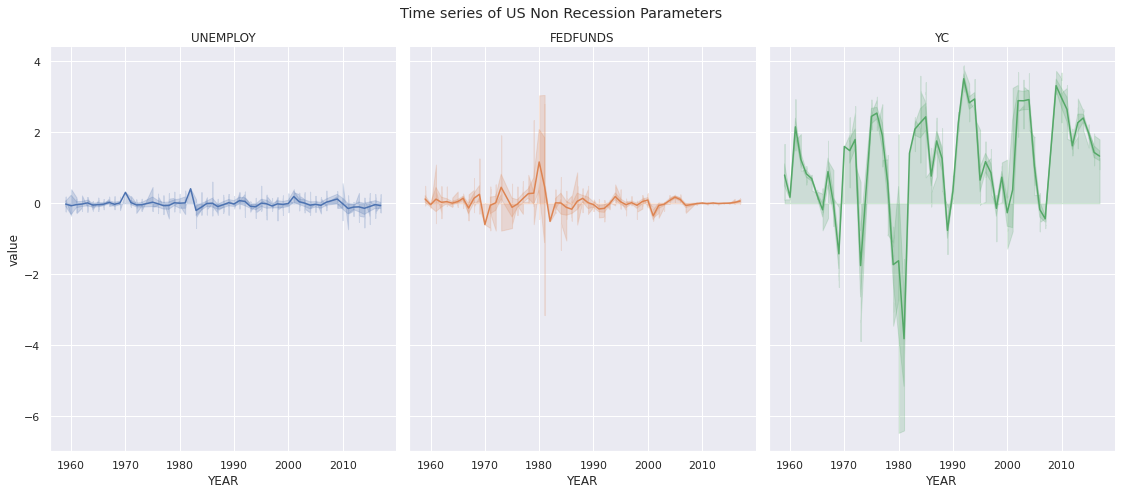 Time series of US Non Recession Parameters
UNEMPLOY
FEDFUNDS
YC
value
4
2
0
−2
−4
−6
1960 1970 1980 1990 2000 2010
1960 1970 1980 1990 2000 2010
1960 1970 1980 1990 2000 2010
YEAR
YEAR
YEAR